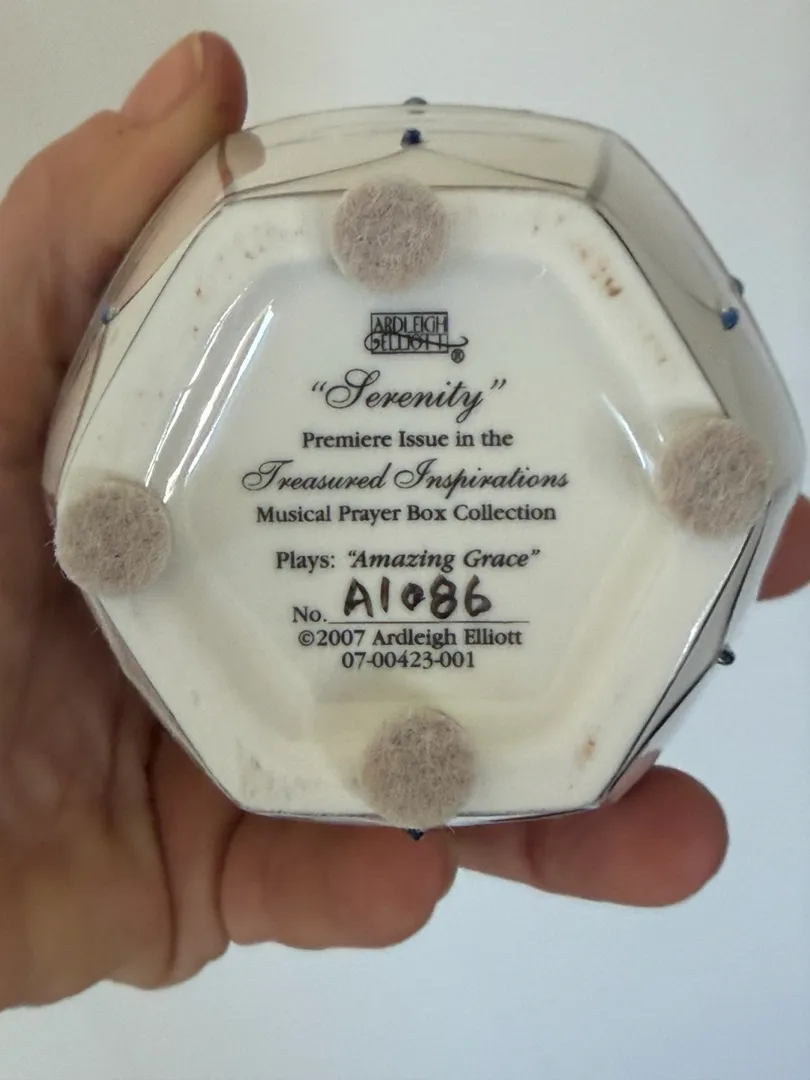 ARDLEIGH
ELLIOTT®
“Serenity”
Premiere Issue in the
Treasured Inspirations
Musical Prayer Box Collection
Plays: “Amazing Grace”
No. A1086
©2007 Ardleigh Elliott
07-00423-001